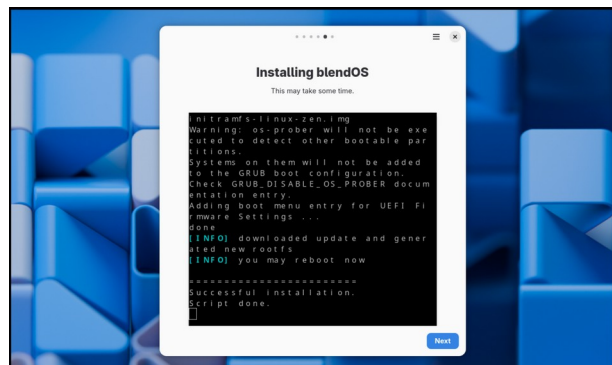 Installing blendOS
This may take some time.
initramfs-linux-zen.img
Warning: os-prober will not be exe
cuted to detect other bootable par
titions.
Systems on them will not be added
to the GRUB boot configuration.
Check GRUB_DISABLE_OS_PROBER docum
entation entry.
Adding boot menu entry for UEFI Fi
rmware Settings ...
done
[INFO] downloaded update and gener
ated new rootfs
[INFO] you may reboot now
========================
Successful installation.
Script done.
Next